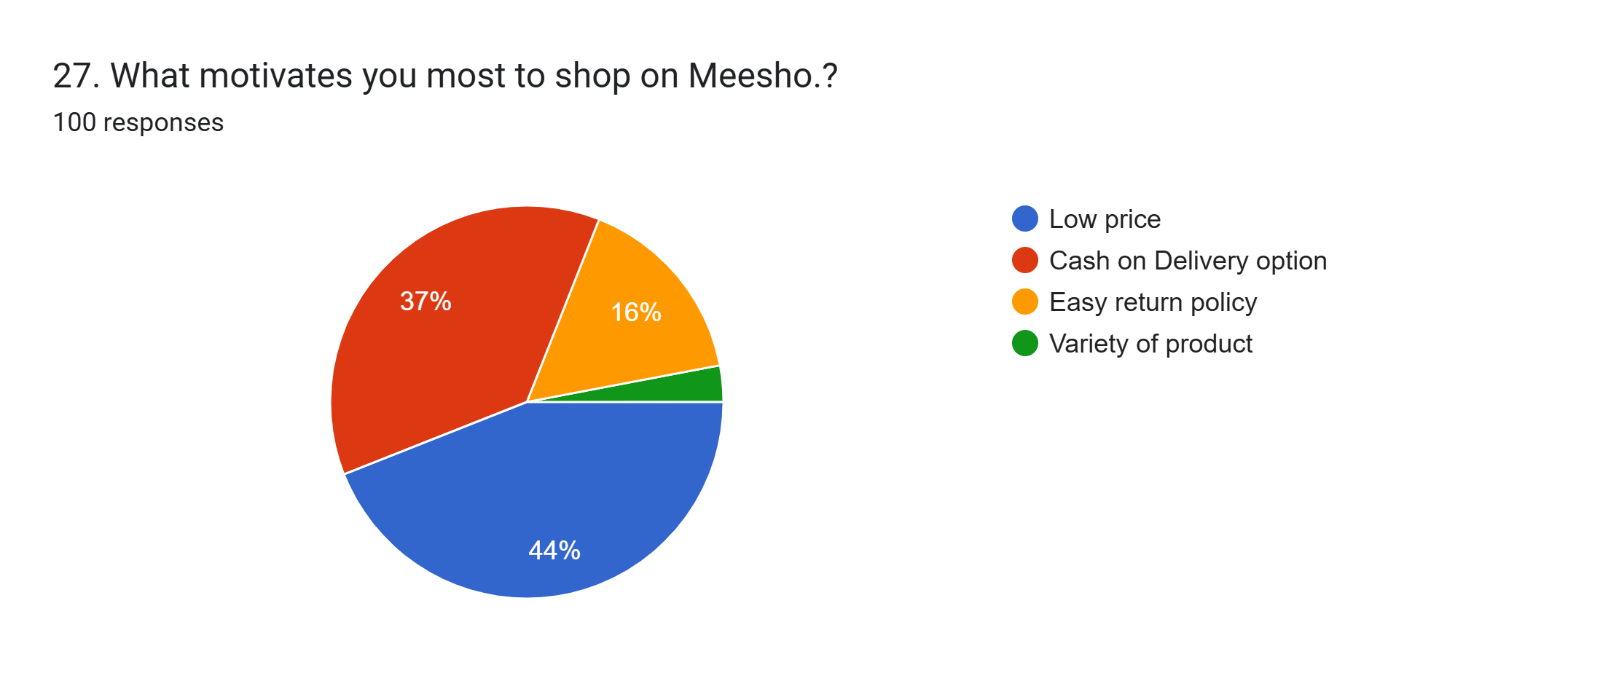 27. What motivates you most to shop on Meesho.?
100 responses
37%
16%
44%
Low price
Cash on Delivery option
Easy return policy
Variety of product